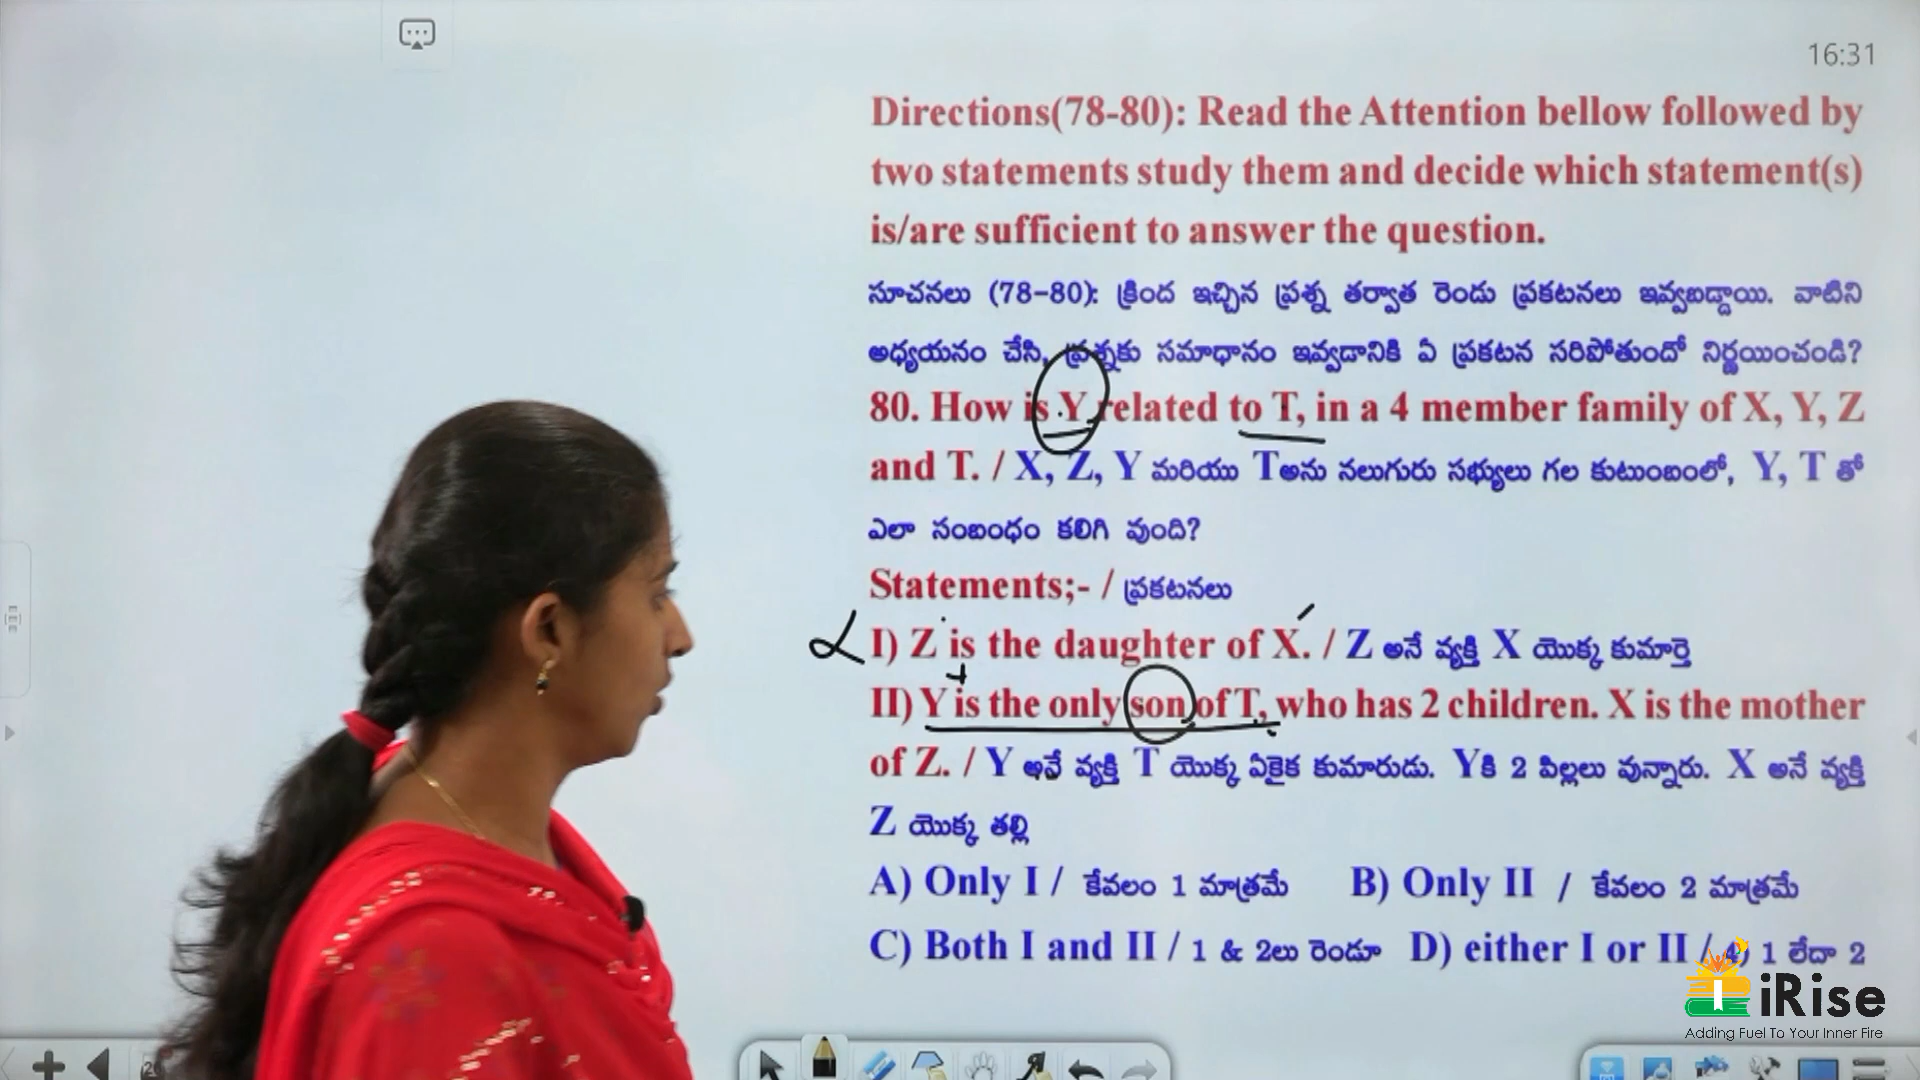 16:31
Directions(78-80): Read the Attention bellow followed by
two statements study them and decide which statement(s)
is/are sufficient to answer the question.
సూచనలు (78-80): క్రింద ఇచ్చిన ప్రశ్న తర్వాత రెండు ప్రకటనలు ఇవ్వబడ్డాయి. వాటిని
అధ్యయనం చేసి, ప్రశ్నకు సమాధానం ఇవ్వడానికి ఏ ప్రకటన సరిపోతుందో నిర్ణయించండి?
80. How is Y related to T, in a 4 member family of X, Y, Z
and T. / X, Z, Y మరియు Tఅను నలుగురు సభ్యులు గల కుటుంబంలో, Y, T తో
ఎలా సంబంధం కలిగి వుంది?
Statements;- / ప్రకటనలు
I) Z is the daughter of X. / Z అనే వ్యక్తి X యొక్క కుమార్తె
II) Y is the only son of T, who has 2 children. X is the mother
of Z. / Y అనే వ్యక్తి T యొక్క ఏకైక కుమారుడు. Yకి 2 పిల్లలు వున్నారు. X అనే వ్యక్తి
Z యొక్క తల్లి
A) Only I / కేవలం 1 మాత్రమే B) Only II / కేవలం 2 మాత్రమే
C) Both I and II / 1 & 2లు రెండూ D) either I or II / 4) 1 లేదా 2
iRise
Adding Fuel To Your Inner Fire